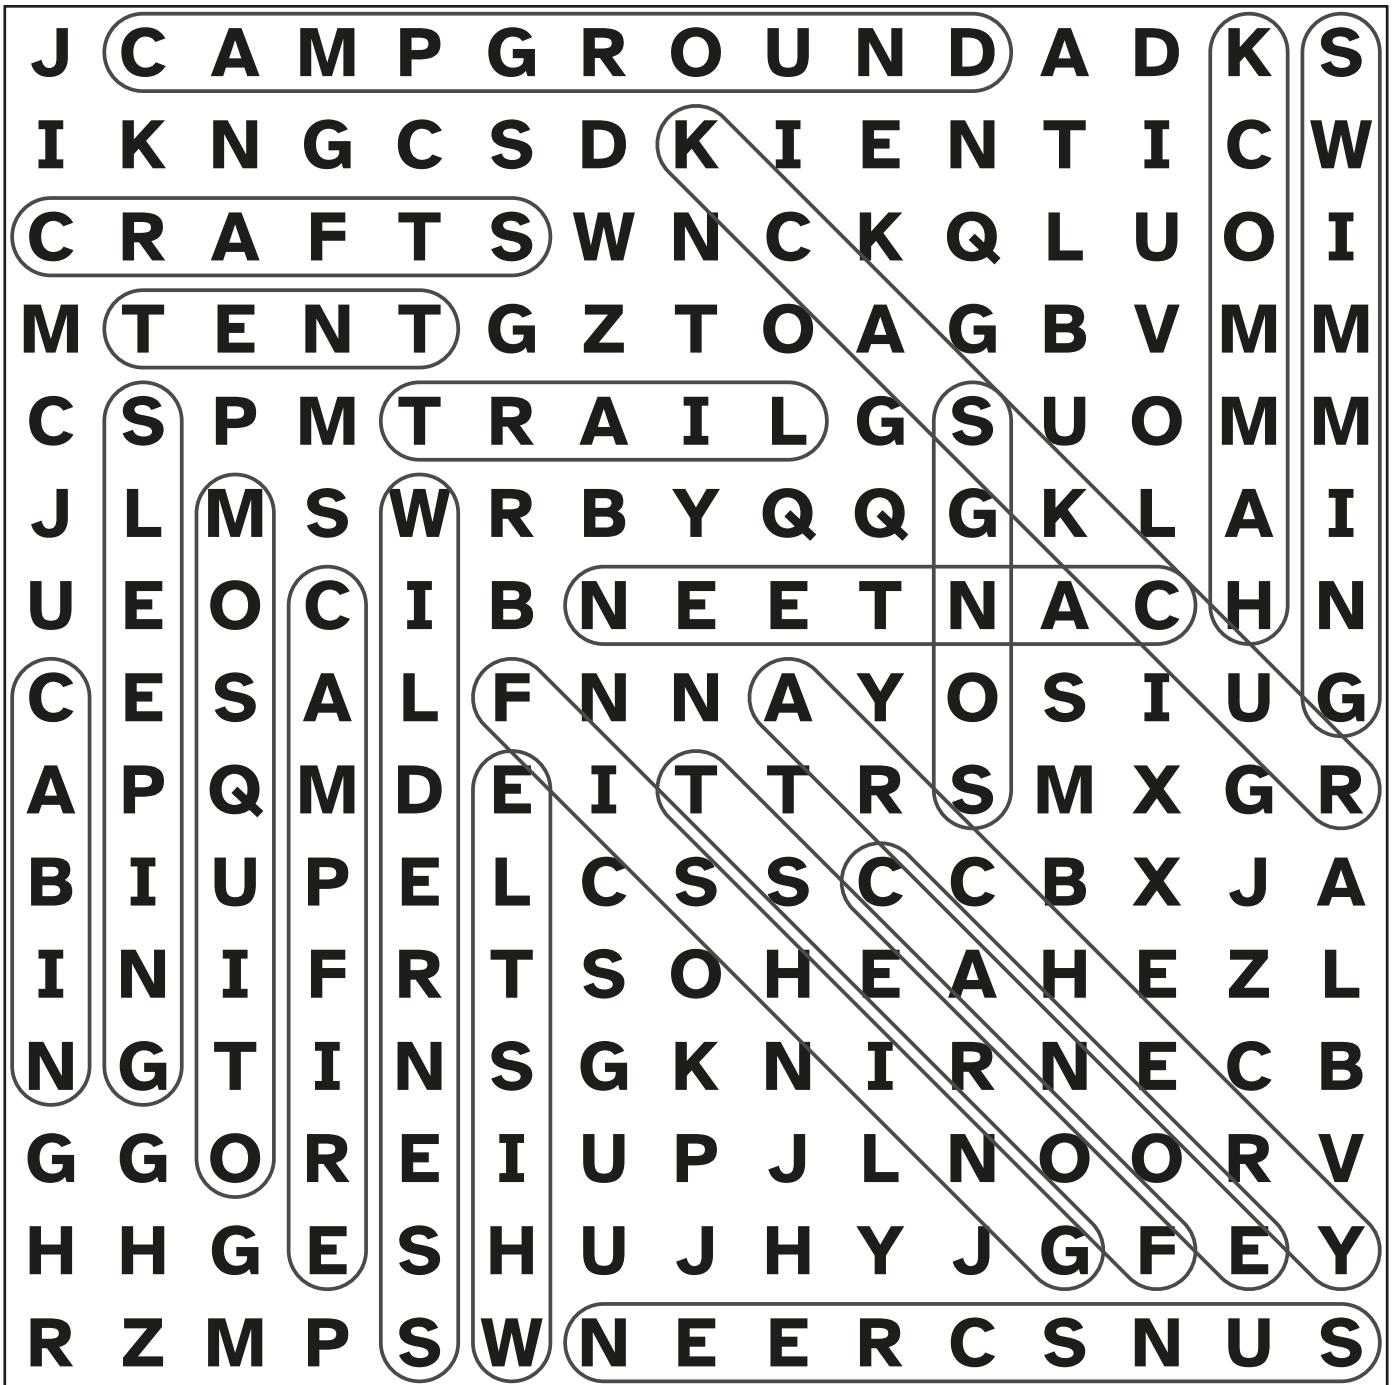 J C A M P G R O U N D A D K S
I K N G C S D K I E N T I C W
C R A F T S W N C K Q L U O I
M T E N T G Z T O A G B V M M
C S P M T R A I L G S U O M M
J L M S W R B Y Q Q G K L A I
U E O C I B N E E T N A C H N
C E S A L F N N A Y O S I U G
A P Q M D E I T T R S M X G R
B I U P E L C S S C C B X J A
I N I F R T S O H E A H E Z L
N G T I N S G K N I R N E C B
G G O R E I U P J L N O O R V
H H G E S H U J H Y J G F E Y
R Z M P S W N E E R C S N U S